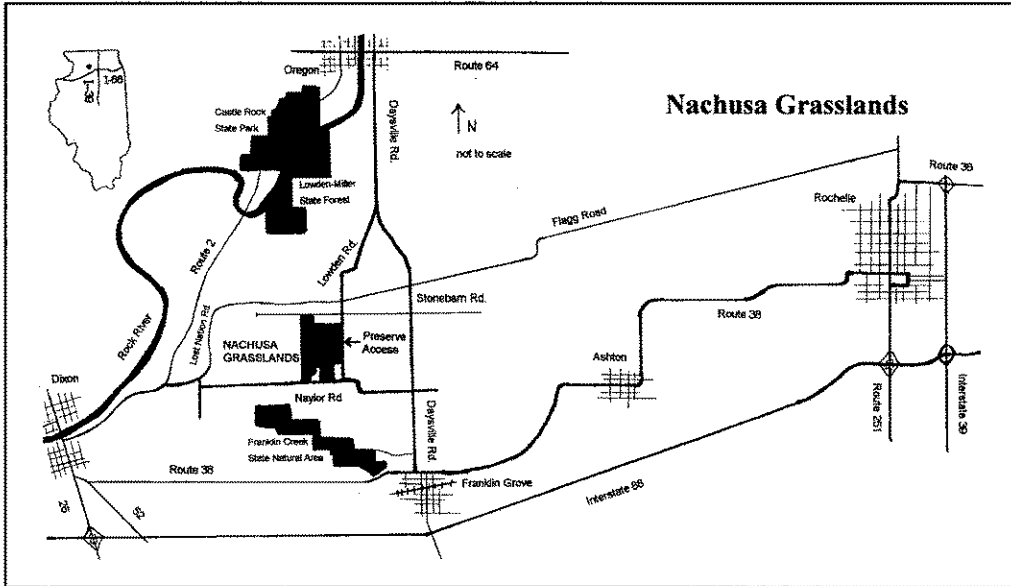 Nachusa Grasslands
I-39
I-88
Oregon
Route 64
Castle Rock
State Park
Daysville Rd.
N
not to scale
Lowden-Miller
State Forest
Route 38
Rochelle
Flagg Road
Route 2
Lowden Rd.
Stonebarn Rd.
Rock River
Lost Nation Rd.
NACHUSA
GRASSLANDS
Preserve
Access
Route 38
Ashton
Dixon
Naylor Rd
Daysville Rd.
Franklin Creek
State Natural Area
Route 251
Interstate 39
Route 38
Franklin Grove
Interstate 88
26
52